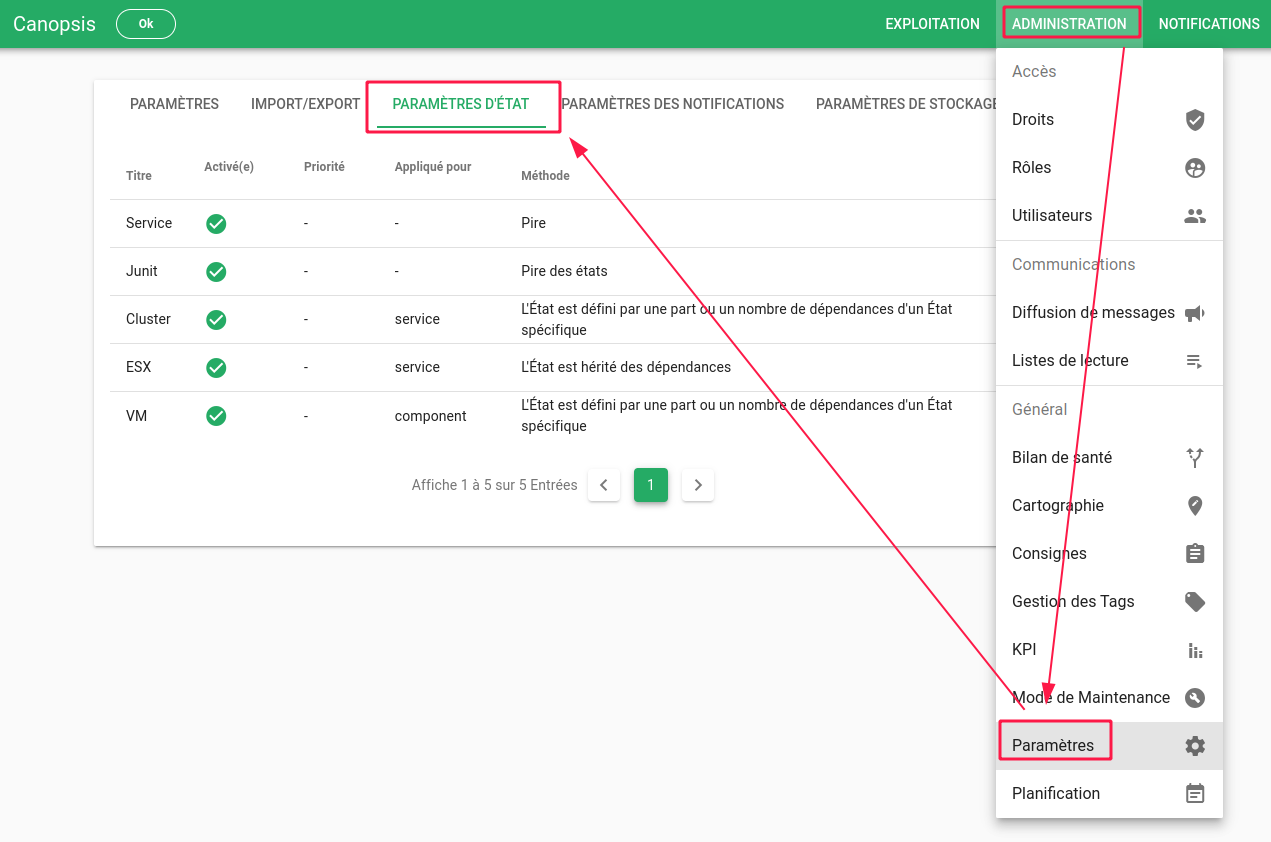 Canopsis
Ok
EXPLOITATION
ADMINISTRATION
NOTIFICATIONS
PARAMÈTRES
IMPORT/EXPORT
PARAMÈTRES D'ÉTAT
PARAMÈTRES DES NOTIFICATIONS
PARAMÈTRES DE STOCKAGE
Titre
Activé(e)
Priorité
Appliqué pour
Méthode
Service
-
-
Pire
Junit
-
-
Pire des états
Cluster
-
service
L'État est défini par une part ou un nombre de dépendances d'un État
spécifique
ESX
-
service
L'État est hérité des dépendances
VM
-
component
L'État est défini par une part ou un nombre de dépendances d'un État
spécifique
Affiche 1 à 5 sur 5 Entrées
1
Accès
Droits
Rôles
Utilisateurs
Communications
Diffusion de messages
Listes de lecture
Général
Bilan de santé
Cartographie
Consignes
Gestion des Tags
KPI
Mode de Maintenance
Paramètres
Planification